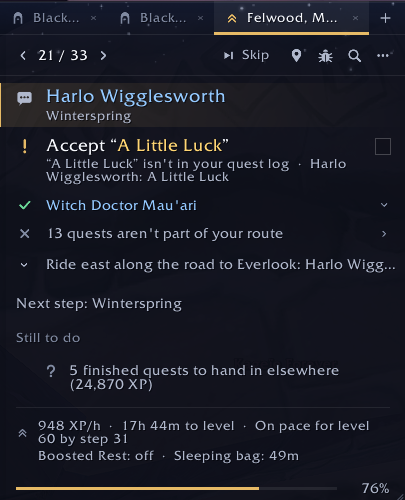 Black...
Black...
Felwood, M...
21 / 33
Skip
Harlo Wigglesworth
Winterspring
Accept “A Little Luck”
“A Little Luck” isn't in your quest log · Harlo
Wigglesworth: A Little Luck
Witch Doctor Mau'ari
13 quests aren't part of your route
Ride east along the road to Everlook: Harlo Wigg...
Next step: Winterspring
Still to do
5 finished quests to hand in elsewhere
(24,870 XP)
948 XP/h · 17h 44m to level · On pace for level
60 by step 31
Boosted Rest: off · Sleeping bag: 49m
76%